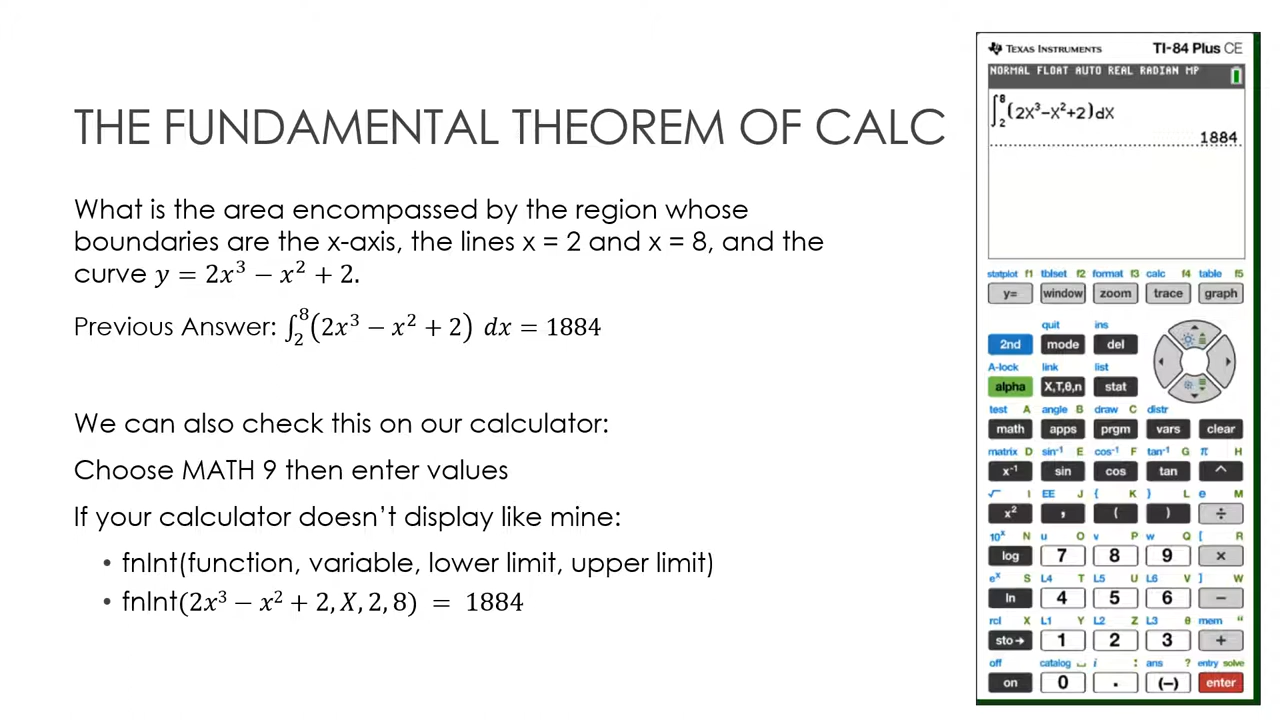 THE FUNDAMENTAL THEOREM OF CALC
What is the area encompassed by the region whose
boundaries are the x-axis, the lines x = 2 and x = 8, and the
curve y = 2x³ − x² + 2.
Previous Answer: ∫₂⁸(2x³ − x² + 2) dx = 1884
We can also check this on our calculator:
Choose MATH 9 then enter values
If your calculator doesn’t display like mine:
• fnInt(function, variable, lower limit, upper limit)
• fnInt(2x³ − x² + 2, X, 2, 8) = 1884
TEXAS INSTRUMENTS TI-84 Plus CE
NORMAL FLOAT AUTO REAL RADIAN MP
∫₂⁸(2X³−X²+2)dX
1884
statplot f1 tblset f2 format f3 calc f4 table f5
y= window zoom trace graph
quit ins
2nd mode del
A-lock link list
alpha X,T,θ,n stat
test A angle B draw C distr
math apps prgm vars clear
matrix D sin⁻¹ E cos⁻¹ F tan⁻¹ G π H
x⁻¹ sin cos tan ^
√ I EE J { K } L e M
x² , ( ) ÷
10ˣ N u O v P w Q [ R
log 7 8 9 ×
eˣ S L4 T L5 U L6 V ] W
ln 4 5 6 −
rcl X L1 Y L2 Z L3 θ mem “
sto→ 1 2 3 +
off catalog ⎵ i : ans ? entry solve
on 0 . (−) enter